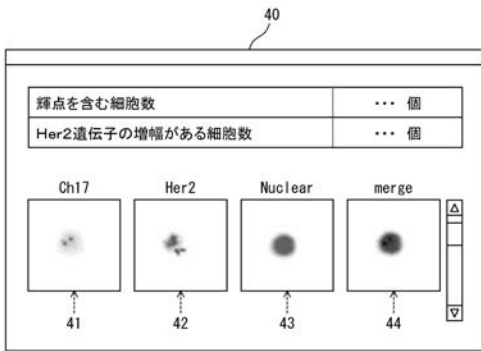 40
輝点を含む細胞数 ・・・ 個
Her2遺伝子の増幅がある細胞数 ・・・ 個
Ch17 Her2 Nuclear merge
41 42 43 44